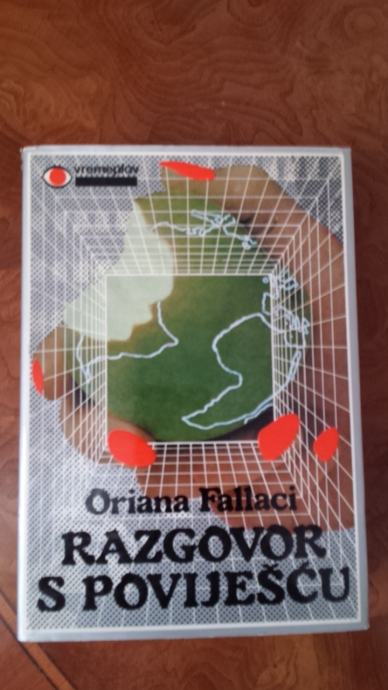 vremeplov
Oriana Fallaci
RAZGOVOR
S POVIJEŠĆU